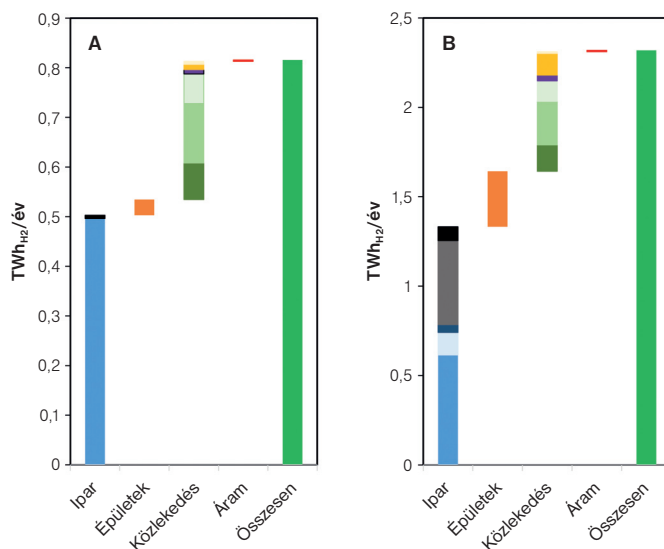 A
TWhH2/év
0,9
0,8
0,7
0,6
0,5
0,4
0,3
0,2
0,1
0
Ipar
Épületek
Közlekedés
Áram
Összesen
B
TWhH2/év
2,5
2
1,5
1
0,5
0
Ipar
Épületek
Közlekedés
Áram
Összesen